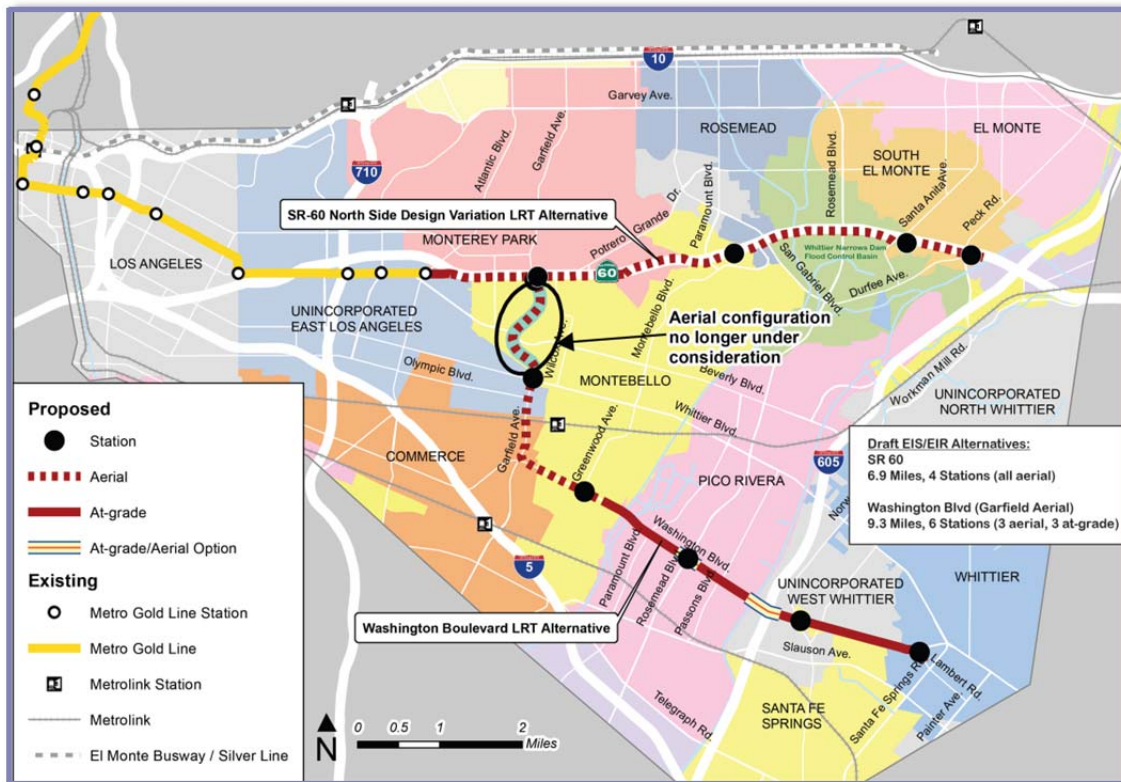 10
Garvey Ave.
ROSEMEAD
EL MONTE
Atlantic Blvd.
Garfield Ave.
710
SOUTH
EL MONTE
Rosemead Blvd.
Santa Anita Ave.
Peck Rd.
SR-60 North Side Design Variation LRT Alternative
Potrero Grande Dr.
Paramount Blvd.
MONTEREY PARK
LOS ANGELES
60
Whittier Narrows Dam
Flood Control Basin
San Gabriel Blvd.
Durfee Ave.
UNINCORPORATED
EAST LOS ANGELES
Montebello Blvd.
Aerial configuration
no longer under
consideration
Olympic Blvd.
MONTEBELLO
Beverly Blvd.
Workman Mill Rd.
Whittier Blvd.
UNINCORPORATED
NORTH WHITTIER
Garfield Ave.
COMMERCE
Greenwood Ave.
605
PICO RIVERA
Draft EIS/EIR Alternatives:
SR 60
6.9 Miles, 4 Stations (all aerial)
Washington Blvd (Garfield Aerial)
9.3 Miles, 6 Stations (3 aerial, 3 at-grade)
5
Paramount Blvd.
Washington Blvd.
Passons Blvd.
UNINCORPORATED
WEST WHITTIER
WHITTIER
Washington Boulevard LRT Alternative
Slauson Ave.
Lambert Rd.
Santa Fe Springs Rd.
Painter Ave.
SANTA FE
SPRINGS
Telegraph Rd.
Proposed
Station
Aerial
At-grade
At-grade/Aerial Option
Existing
Metro Gold Line Station
Metro Gold Line
Metrolink Station
Metrolink
El Monte Busway / Silver Line
N
0 0.5 1 2
Miles